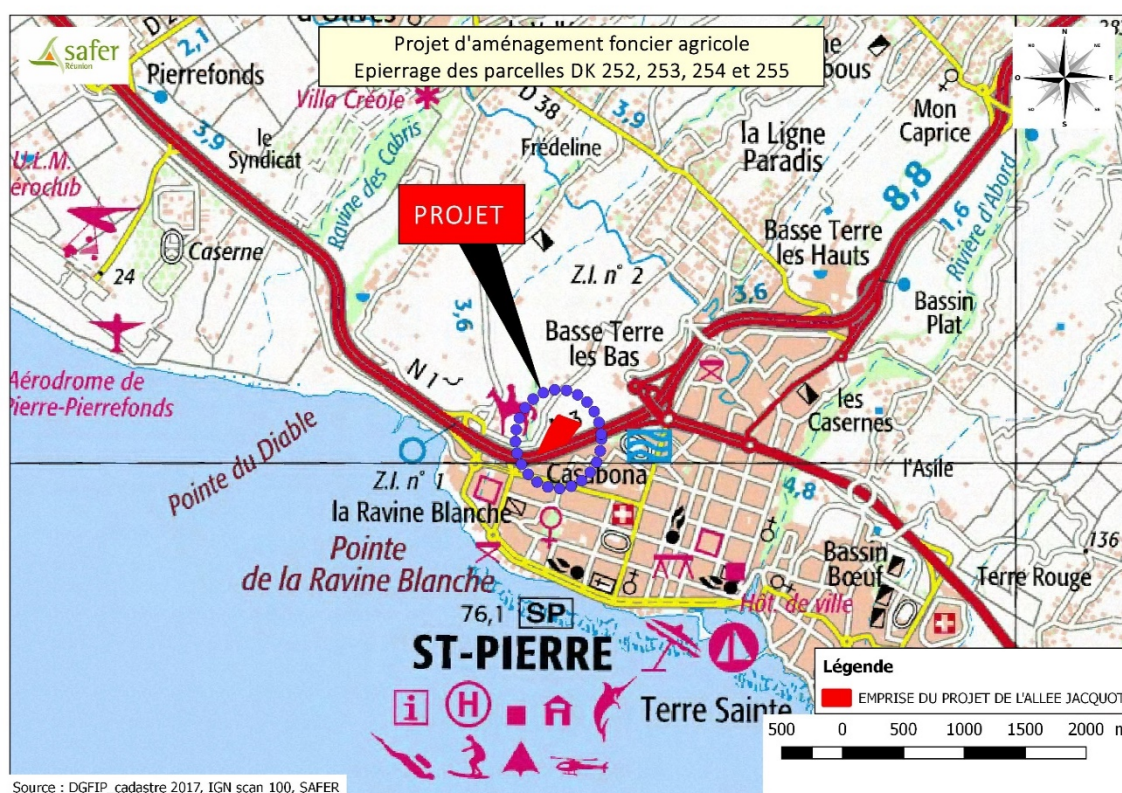 safer
Réunion
Projet d'aménagement foncier agricole
Epierrage des parcelles DK 252, 253, 254 et 255
N
O
E
S
2,1
Pierrefonds
Villa Créole
D 38
3,9
Mon
Caprice
la Ligne
Paradis
Frédeline
3,9
le
Syndicat
Ravine des Cabris
U.L.M.
Caserne
24
PROJET
8,8
1,6
Rivière d'Abord
Basse Terre
les Hauts
Z.I. n° 2
3,6
3,6
Basse Terre
les Bas
Bassin
Plat
N 1
Aérodrome de
Pierre-Pierrefonds
Pointe du Diable
les
Casernes
l'Asile
Casabona
4,8
Z.I. n° 1
la Ravine Blanche
Pointe
de la Ravine Blanche
136
Bassin
Bœuf
Terre Rouge
Hôt. de ville
76,1
SP
ST-PIERRE
i
H
Terre Sainte
Légende
EMPRISE DU PROJET DE L'ALLEE JACQUOT
500 0 500 1000 1500 2000 m
Source : DGFIP cadastre 2017, IGN scan 100, SAFER